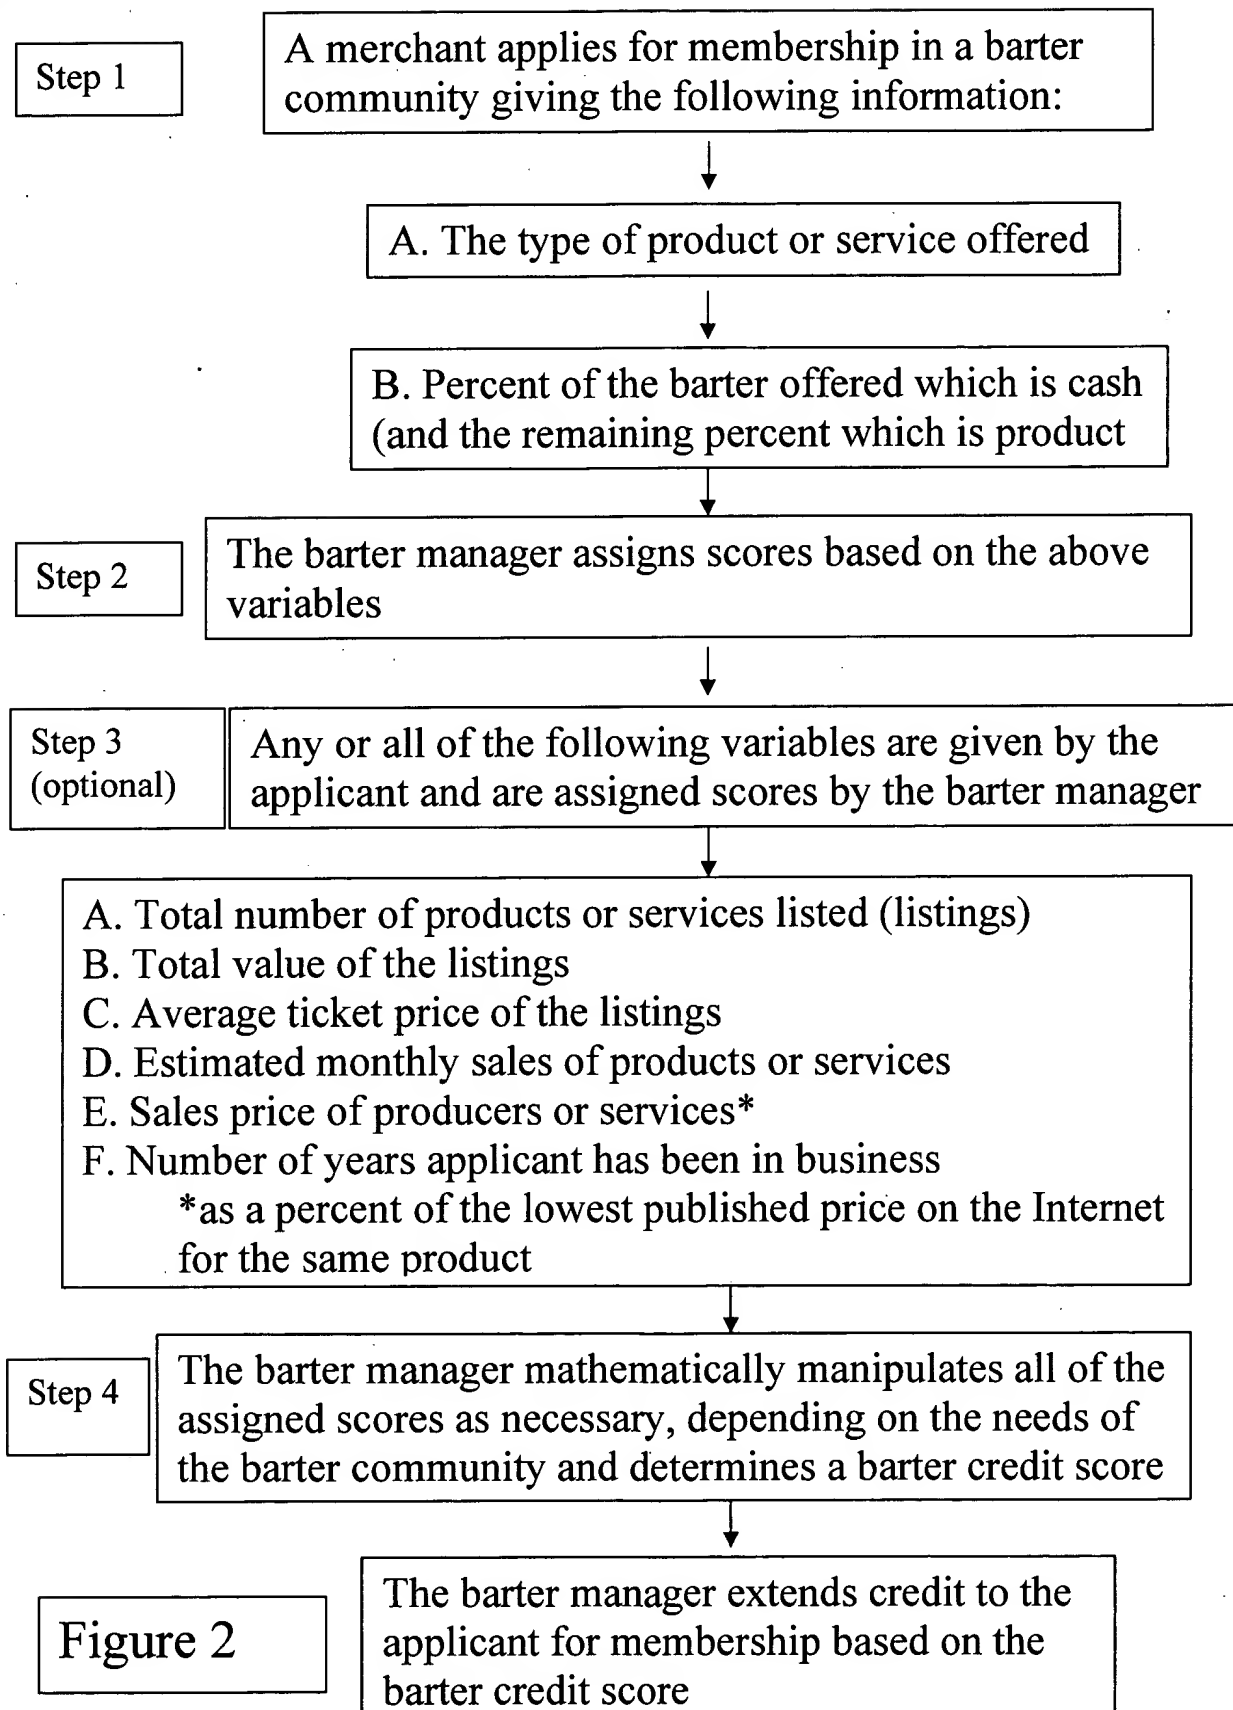 Step 1
A merchant applies for membership in a barter
community giving the following information:
A. The type of product or service offered
B. Percent of the barter offered which is cash
(and the remaining percent which is product
Step 2
The barter manager assigns scores based on the above
variables
Step 3
(optional)
Any or all of the following variables are given by the
applicant and are assigned scores by the barter manager
A. Total number of products or services listed (listings)
B. Total value of the listings
C. Average ticket price of the listings
D. Estimated monthly sales of products or services
E. Sales price of producers or services*
F. Number of years applicant has been in business
*as a percent of the lowest published price on the Internet
for the same product
Step 4
The barter manager mathematically manipulates all of the
assigned scores as necessary, depending on the needs of
the barter community and determines a barter credit score
Figure 2
The barter manager extends credit to the
applicant for membership based on the
barter credit score